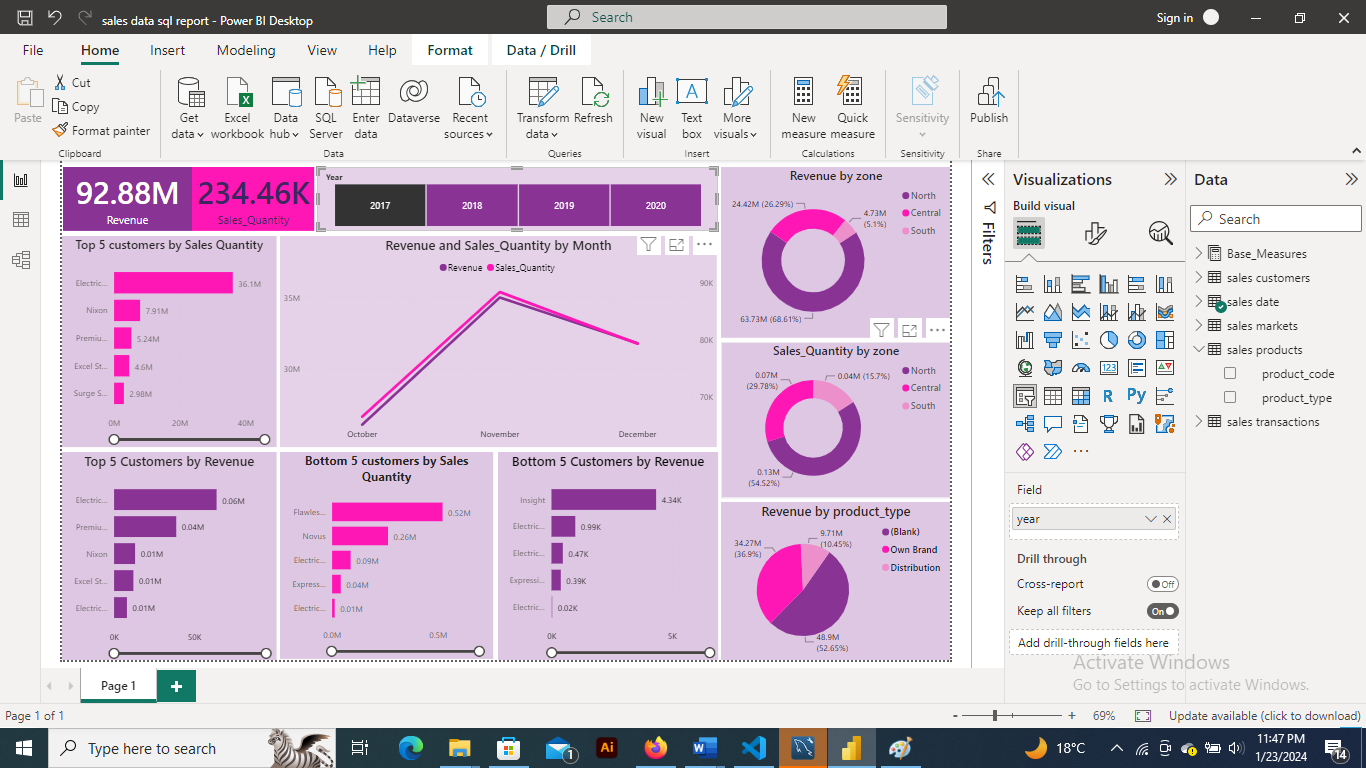 sales data sql report - Power BI Desktop
Search
Sign in
File
Home
Insert
Modeling
View
Help
Format
Data / Drill
Paste
Cut
Copy
Format painter
Clipboard
Get data
Excel workbook
Data hub
SQL Server
Enter data
Dataverse
Recent sources
Data
Transform data
Refresh
Queries
New visual
Text box
More visuals
Insert
New measure
Quick measure
Calculations
Sensitivity
Sensitivity
Publish
Share
92.88M
Revenue
234.46K
Sales_Quantity
Year
2017
2018
2019
2020
Revenue by zone
24.42M (26.29%)
4.73M
(5.1%)
63.73M (68.61%)
North
Central
South
Top 5 customers by Sales Quantity
Electric...
36.1M
Nixon
7.91M
Premiu...
5.24M
Excel St...
4.6M
Surge S...
2.98M
0M
20M
40M
Revenue and Sales_Quantity by Month
Revenue
Sales_Quantity
35M
30M
90K
80K
70K
October
November
December
Sales_Quantity by zone
0.07M
(29.78%)
0.04M (15.7%)
0.13M
(54.52%)
North
Central
South
Top 5 Customers by Revenue
Electric...
0.06M
Premiu...
0.04M
Nixon
0.01M
Excel St...
0.01M
Electric...
0.01M
0K
50K
Bottom 5 customers by Sales
Quantity
Flawles...
0.52M
Novus
0.26M
Electric...
0.09M
Express...
0.04M
Electric...
0.01M
0.0M
0.5M
Bottom 5 Customers by Revenue
Insight
4.34K
Electric...
0.99K
Electric...
0.47K
Expressi...
0.39K
Electric...
0.02K
0K
5K
Revenue by product_type
34.27M
(36.9%)
9.71M
(10.45%)
48.9M
(52.65%)
(Blank)
Own Brand
Distribution
Filters
Visualizations
Build visual
123
R
Py
Field
year
Drill through
Cross-report
Off
Keep all filters
On
Add drill-through fields here
Data
Search
Base_Measures
sales customers
sales date
sales markets
sales products
product_code
product_type
sales transactions
Activate Windows
Go to Settings to activate Windows.
Page 1
Page 1 of 1
- + 69%
Update available (click to download)
Type here to search
1
Ai
18°C
11:47 PM
1/23/2024
14